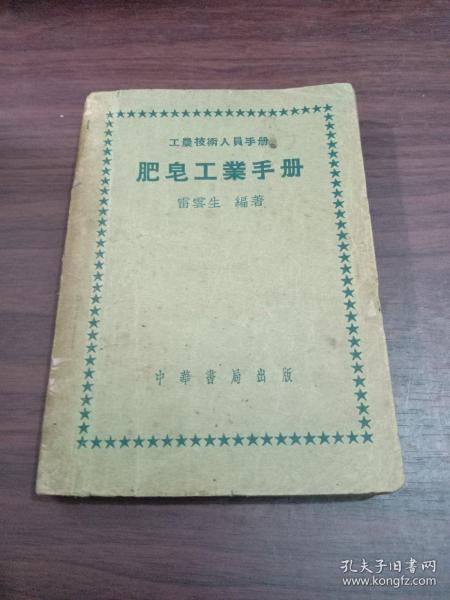 工農技術人員手册
肥皂工業手册
雷雲生 編著
中華書局出版
孔夫子旧书网
www.kongfz.com